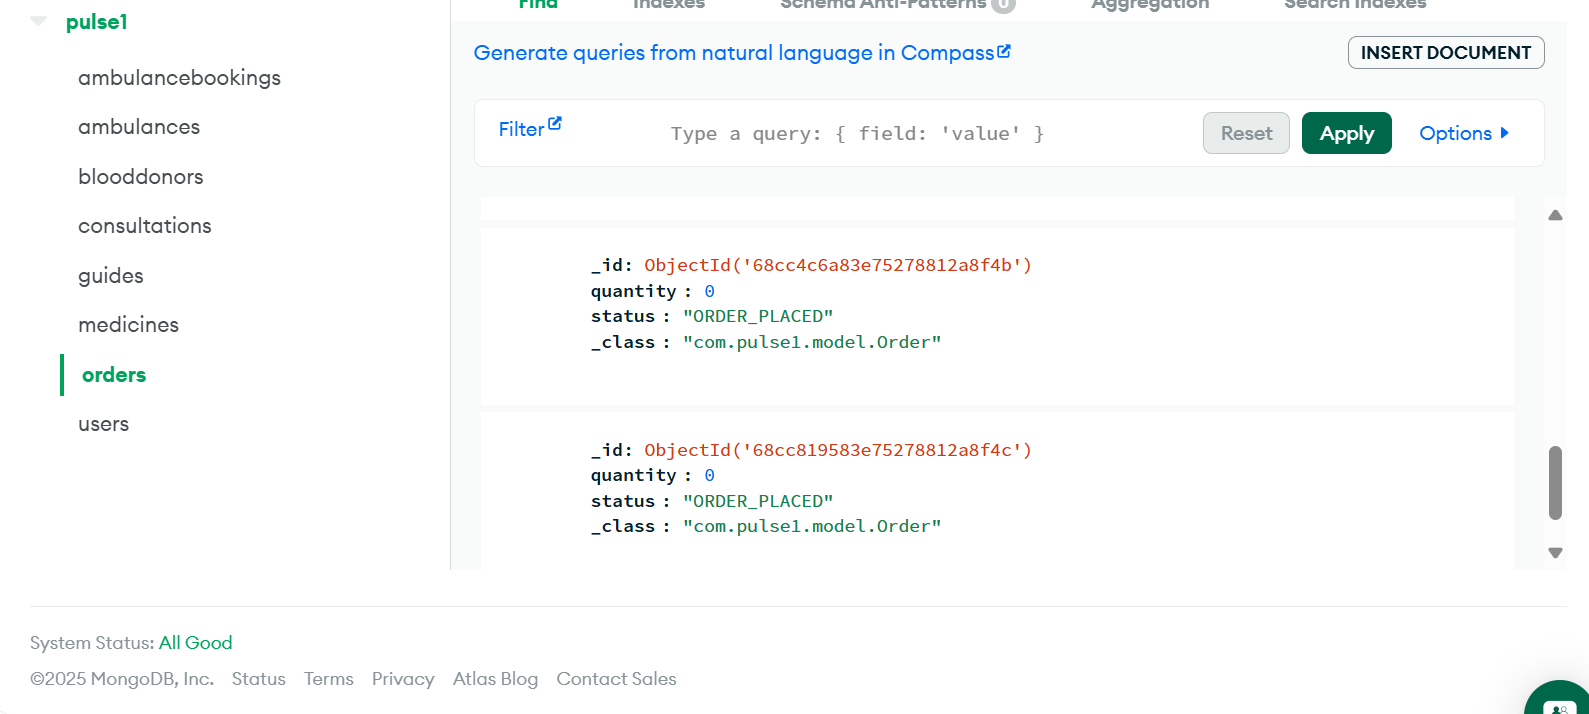 pulse1
ambulancebookings
ambulances
blooddonors
consultations
guides
medicines
orders
users
Find Indexes Schema Anti-Patterns 0 Aggregation Search Indexes
Generate queries from natural language in Compass
INSERT DOCUMENT
Filter
Type a query: { field: 'value' }
Reset
Apply
Options
_id: ObjectId('68cc4c6a83e75278812a8f4b')
quantity : 0
status : "ORDER_PLACED"
_class : "com.pulse1.model.Order"
_id: ObjectId('68cc819583e75278812a8f4c')
quantity : 0
status : "ORDER_PLACED"
_class : "com.pulse1.model.Order"
System Status: All Good
©2025 MongoDB, Inc. Status Terms Privacy Atlas Blog Contact Sales